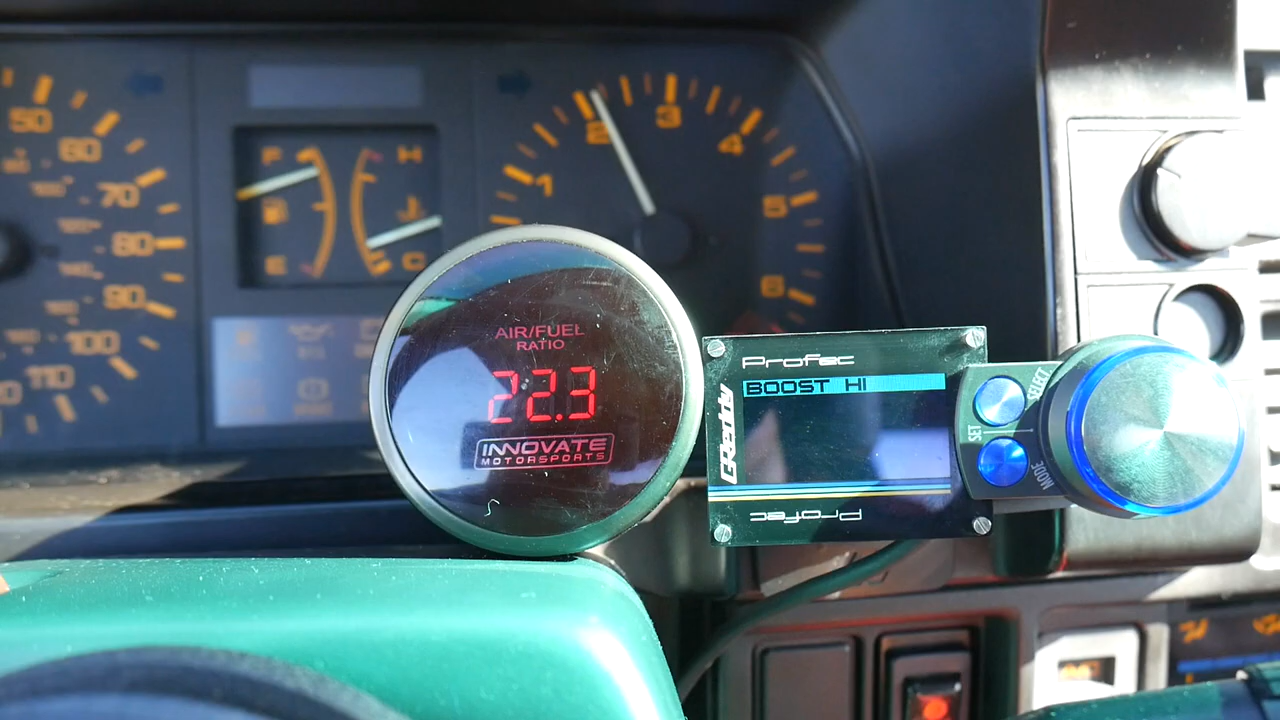 50
60
70
80
90
100
110
F
E
H
C
1
2
3
4
5
6
AIR/FUEL
RATIO
22.3
INNOVATE
MOTORSPORTS
Profec
BOOST HI
GReddy
Profec
SET
START
MODE